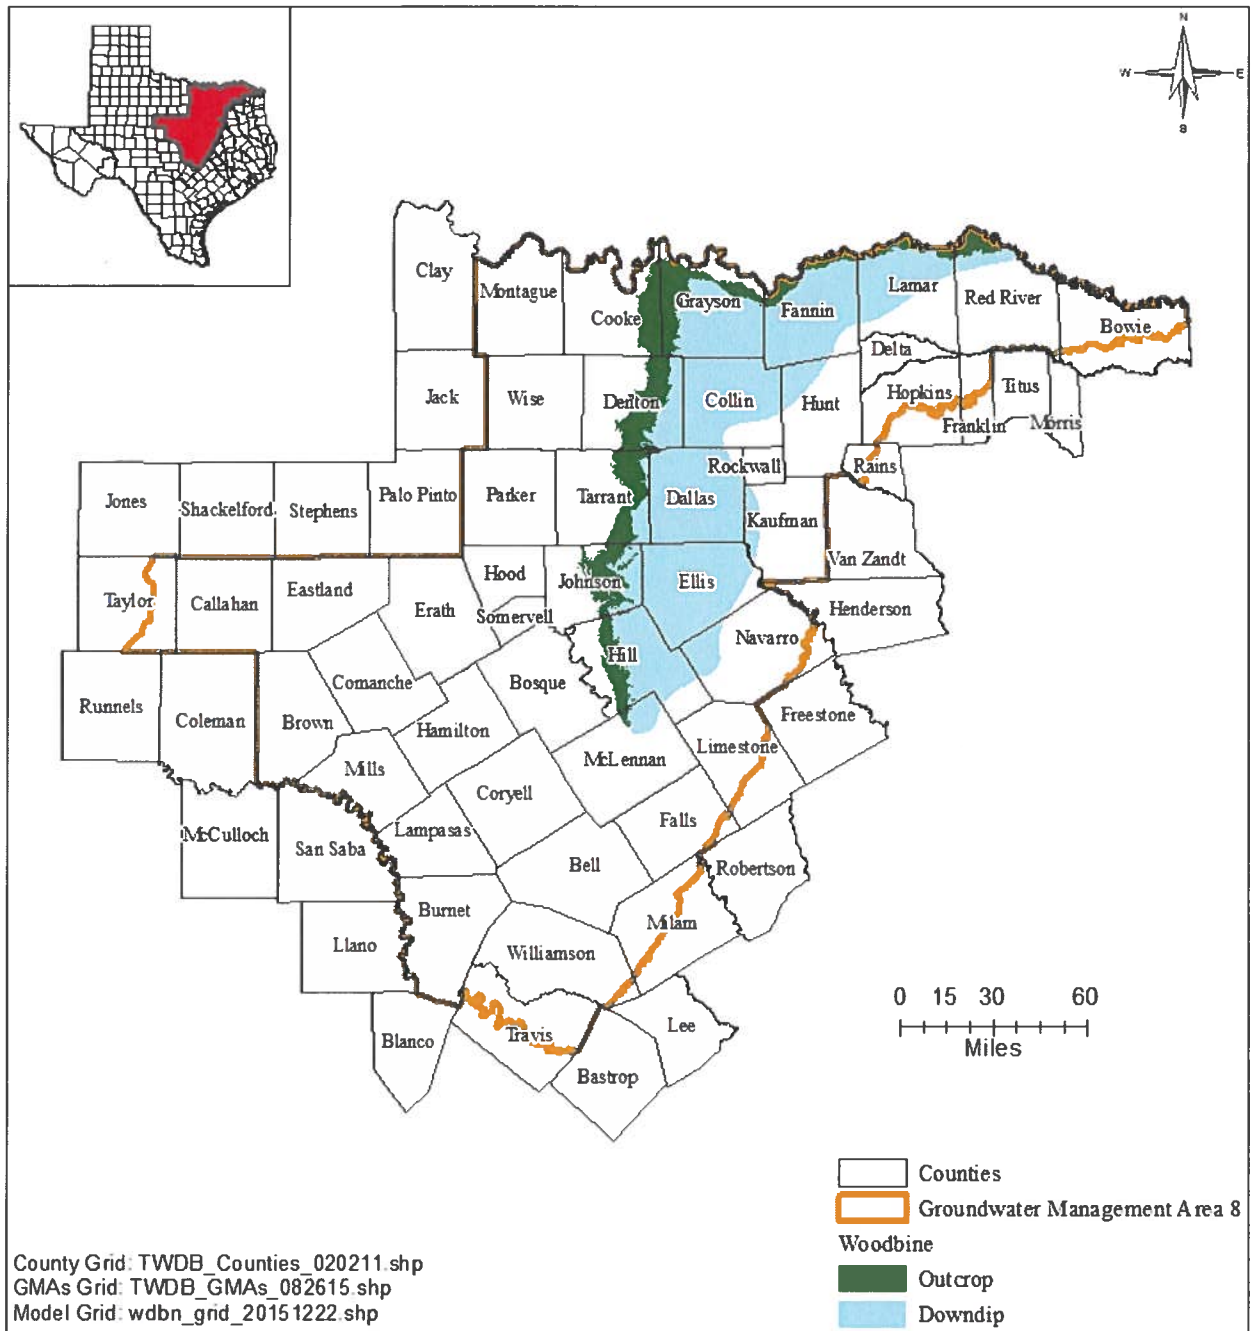 N
W E
S
Clay
Montague
Cooke
Grayson
Fannin
Lamar
Red River
Bowie
Delta
Jack
Wise
Denton
Collin
Hunt
Hopkins
Titus
Franklin
Morris
Rockwall
Rains
Jones
Shackelford
Stephens
Palo Pinto
Parker
Tarrant
Dallas
Kaufman
Van Zandt
Taylor
Callahan
Eastland
Erath
Hood
Somervell
Johnson
Ellis
Henderson
Navarro
Hill
Runnels
Coleman
Brown
Comanche
Hamilton
Bosque
Freestone
Limestone
McLennan
Mills
Coryell
McCulloch
San Saba
Lampasas
Falls
Bell
Robertson
Burnet
Milam
Llano
Williamson
Travis
Lee
Blanco
Bastrop
0 15 30 60
Miles
Counties
Groundwater Management Area 8
Woodbine
Outcrop
Downdip
County Grid: TWDB_Counties_020211.shp
GMAs Grid: TWDB_GMAs_082615.shp
Model Grid: wdbn_grid_20151222.shp